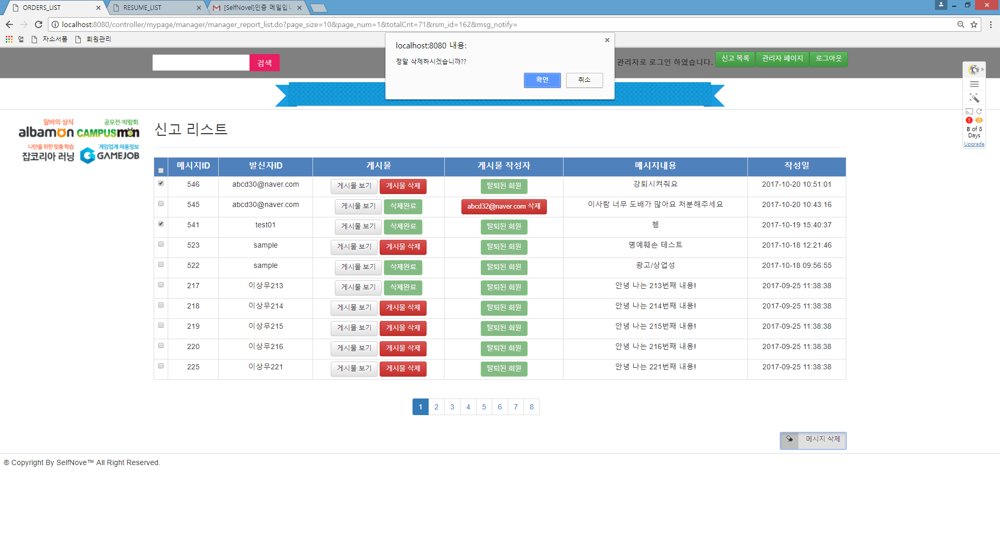 ORDERS_LIST
RESUME_LIST
[SelfNovel]인증 메일입니
localhost:8080/controller/mypage/manager/manager_report_list.do?page_size=10&page_num=1&totalCnt=71&rsm_id=162&msg_notify=
앱 자소서폼 회원관리
localhost:8080 내용:
정말 삭제하시겠습니까??
확인 취소
검색
관리자로 로그인 하였습니다. 신고 목록 관리자 페이지 로그아웃
8 of 8
Days
Upgrade
알바의 상식 공모전·박람회
albamon CAMPUSmon
나만을 위한 맞춤 학습 게임업계 채용정보
잡코리아 러닝 GAMEJOB
신고 리스트
메시지ID 발신자ID 게시물 게시물 작성자 메시지내용 작성일
546 abcd30@naver.com 게시물 보기 게시물 삭제 탈퇴된 회원 강퇴시켜줘요 2017-10-20 10:51:01
545 abcd30@naver.com 게시물 보기 삭제완료 abcd32@naver.com 삭제 이사람 너무 도배가 많아요 처분해주세요 2017-10-20 10:43:16
541 test01 게시물 보기 삭제완료 탈퇴된 회원 헹 2017-10-19 15:40:37
523 sample 게시물 보기 게시물 삭제 탈퇴된 회원 명예훼손 테스트 2017-10-18 12:21:46
522 sample 게시물 보기 삭제완료 탈퇴된 회원 광고/상업성 2017-10-18 09:56:55
217 이상무213 게시물 보기 삭제완료 탈퇴된 회원 안녕 나는 213번째 내용! 2017-09-25 11:38:38
218 이상무214 게시물 보기 게시물 삭제 탈퇴된 회원 안녕 나는 214번째 내용! 2017-09-25 11:38:38
219 이상무215 게시물 보기 게시물 삭제 탈퇴된 회원 안녕 나는 215번째 내용! 2017-09-25 11:38:38
220 이상무216 게시물 보기 게시물 삭제 탈퇴된 회원 안녕 나는 216번째 내용! 2017-09-25 11:38:38
225 이상무221 게시물 보기 게시물 삭제 탈퇴된 회원 안녕 나는 221번째 내용! 2017-09-25 11:38:38
1 2 3 4 5 6 7 8
메시지 삭제
® Copyright By SelfNove™ All Right Reserved.